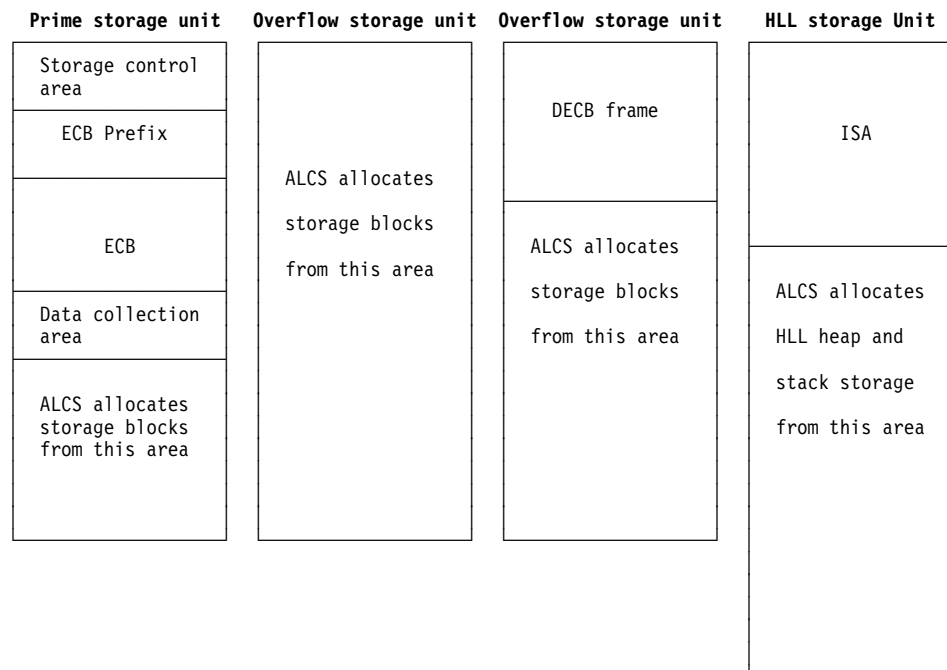 Prime storage unit
Overflow storage unit
Overflow storage unit
HLL storage Unit
Storage control
area
ECB Prefix
ECB
Data collection
area
ALCS allocates
storage blocks
from this area
ALCS allocates
storage blocks
from this area
DECB frame
ALCS allocates
storage blocks
from this area
ISA
ALCS allocates
HLL heap and
stack storage
from this area